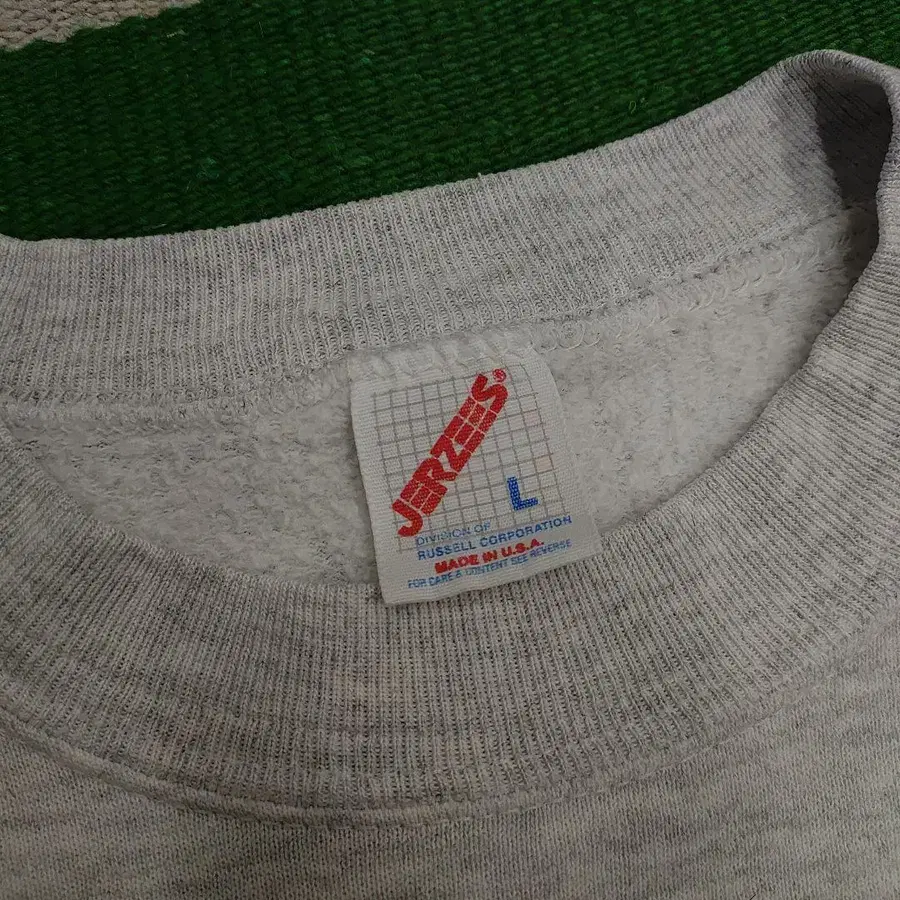 JERZEES®
L
DIVISION OF
RUSSELL CORPORATION
MADE IN U.S.A.
FOR CARE & CONTENT SEE REVERSE